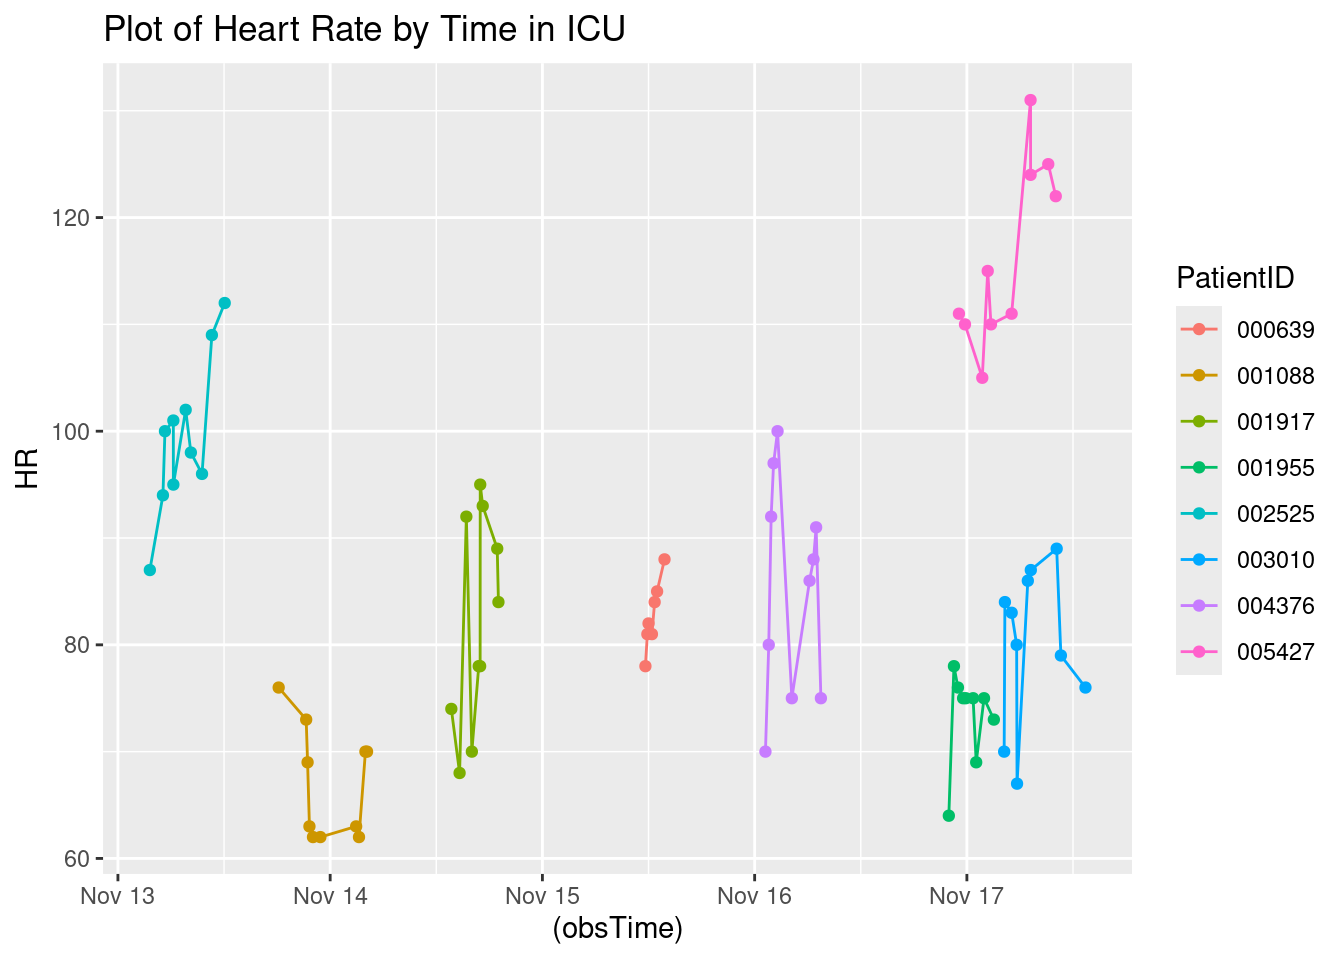 Plot of Heart Rate by Time in ICU
HR
120
100
80
60
Nov 13
Nov 14
Nov 15
Nov 16
Nov 17
(obsTime)
PatientID
000639
001088
001917
001955
002525
003010
004376
005427